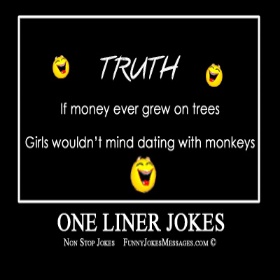 TRUTH
If money ever grew on trees
Girls wouldn't mind dating with monkeys
ONE LINER JOKES
NON STOP JOKES FUNNYJOKESMESSAGES.COM ©